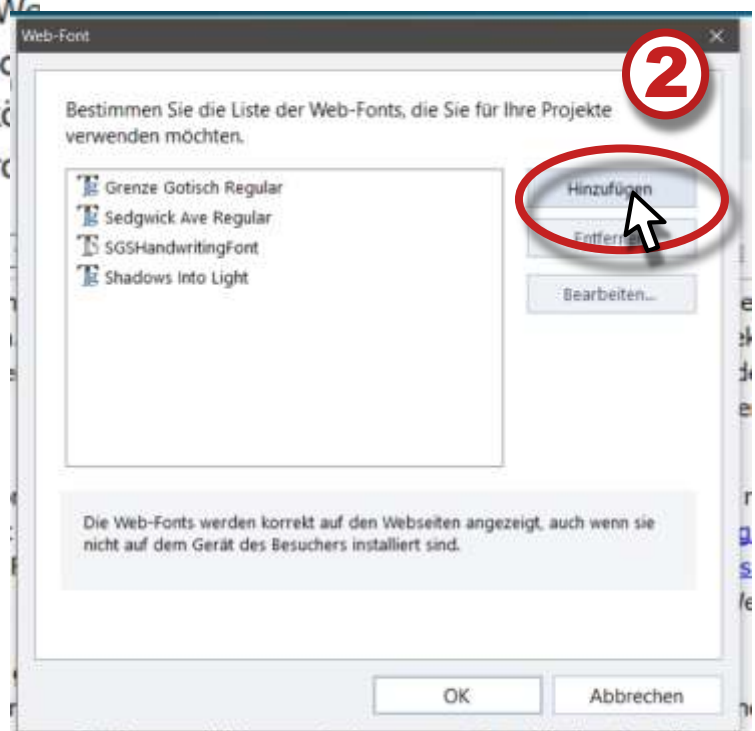 Web-Font
2
Bestimmen Sie die Liste der Web-Fonts, die Sie für Ihre Projekte
verwenden möchten.
Grenze Gotisch Regular
Sedgwick Ave Regular
SGSHandwritingFont
Shadows Into Light
Hinzufügen
Entfernen
Bearbeiten...
Die Web-Fonts werden korrekt auf den Webseiten angezeigt, auch wenn sie
nicht auf dem Gerät des Besuchers installiert sind.
OK
Abbrechen